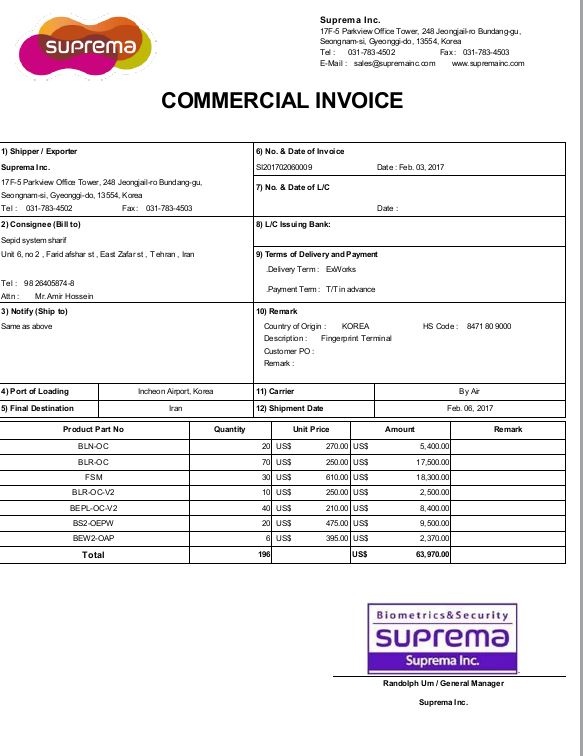 suprema
Suprema Inc.
17F-5 Parkview Office Tower, 248 Jeongjail-ro Bundang-gu,
Seongnam-si, Gyeonggi-do, 13554, Korea
Tel : 031-783-4502 Fax : 031-783-4503
E-Mail : sales@supremainc.com www.supremainc.com
COMMERCIAL INVOICE
1) Shipper / Exporter
Suprema Inc.
17F-5 Parkview Office Tower, 248 Jeongjail-ro Bundang-gu,
Seongnam-si, Gyeonggi-do, 13554, Korea
Tel : 031-783-4502 Fax : 031-783-4503
6) No. & Date of Invoice
SI201702060009 Date : Feb. 03, 2017
7) No. & Date of L/C
Date :
2) Consignee (Bill to)
Sepid system sharif
Unit 6, no 2 , Farid afshar st , East Zafar st , Tehran , Iran
Tel : 98 26405874-8
Attn : Mr. Amir Hossein
8) L/C Issuing Bank:
9) Terms of Delivery and Payment
.Delivery Term : ExWorks
.Payment Term : T/T in advance
3) Notify (Ship to)
Same as above
10) Remark
Country of Origin : KOREA HS Code : 8471 80 9000
Description : Fingerprint Terminal
Customer PO :
Remark :
4) Port of Loading Incheon Airport, Korea 11) Carrier By Air
5) Final Destination Iran 12) Shipment Date Feb. 06, 2017
Product Part No Quantity Unit Price Amount Remark
BLN-OC 20 US$ 270.00 US$ 5,400.00
BLR-OC 70 US$ 250.00 US$ 17,500.00
FSM 30 US$ 610.00 US$ 18,300.00
BLR-OC-V2 10 US$ 250.00 US$ 2,500.00
BEPL-OC-V2 40 US$ 210.00 US$ 8,400.00
BS2-OEPW 20 US$ 475.00 US$ 9,500.00
BEW2-OAP 6 US$ 395.00 US$ 2,370.00
Total 196 US$ 63,970.00
Biometrics&Security
suprema
Suprema Inc.
Randolph Um / General Manager
Suprema Inc.